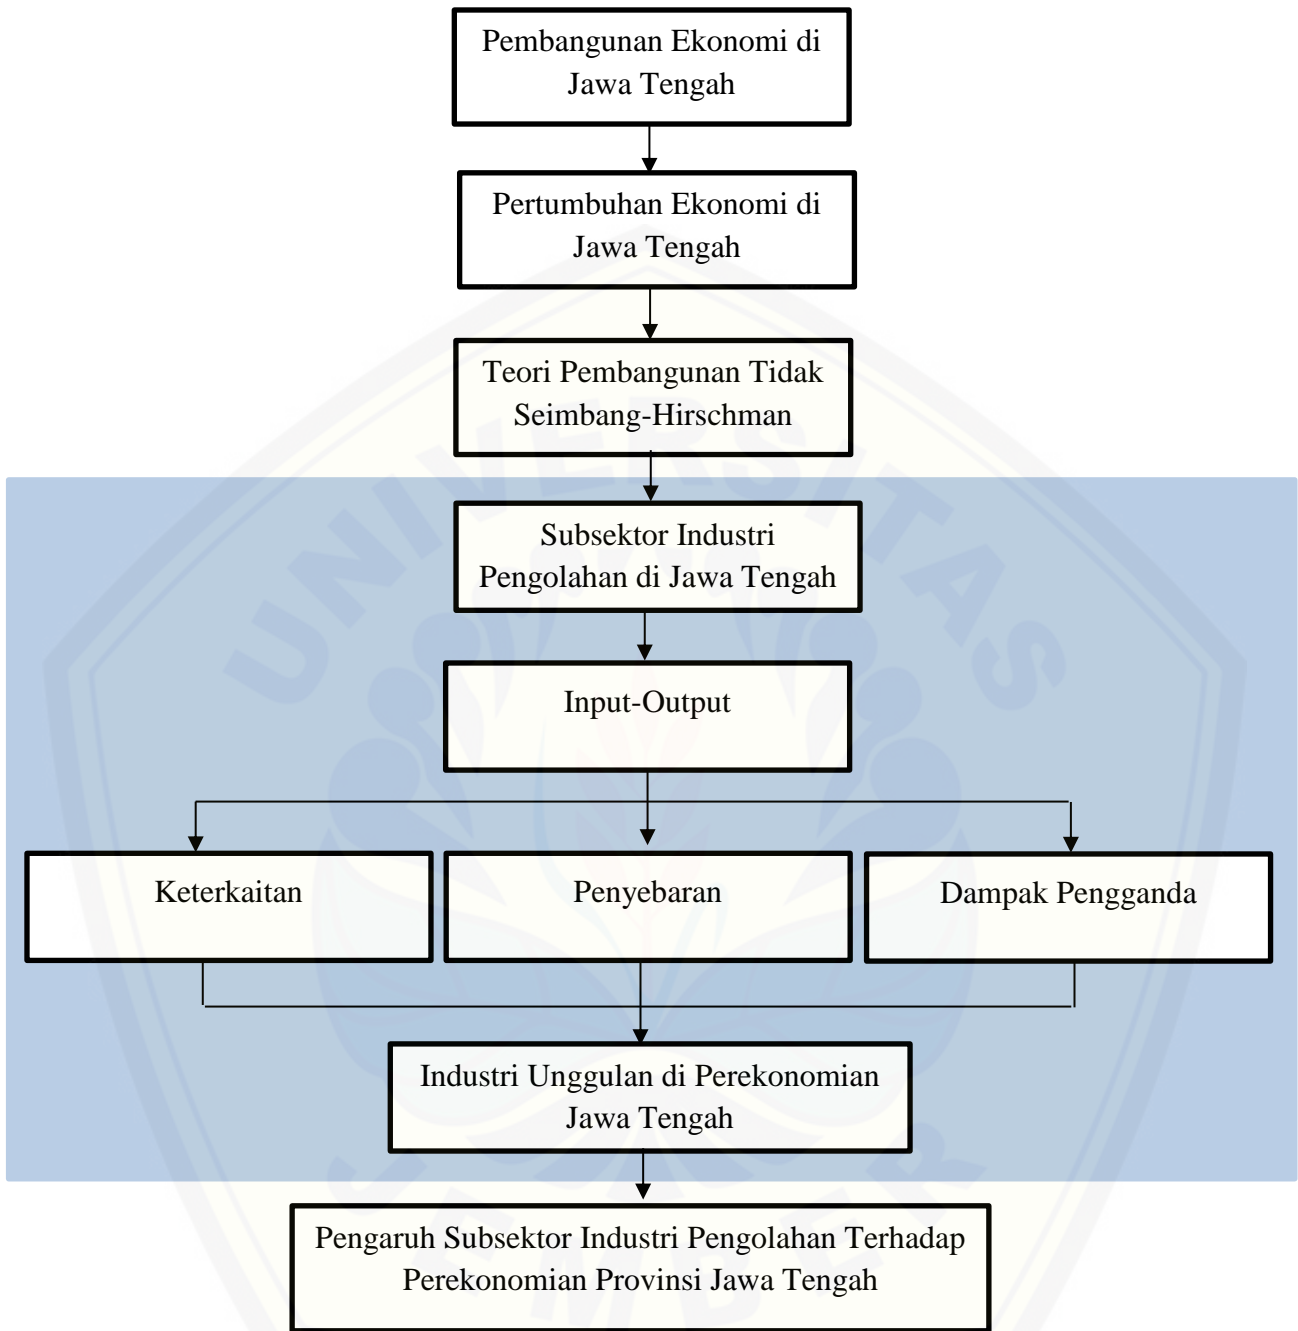 Pembangunan Ekonomi di
Jawa Tengah
Pertumbuhan Ekonomi di
Jawa Tengah
Teori Pembangunan Tidak
Seimbang-Hirschman
UNIVERSITAS
Subsektor Industri
Pengolahan di Jawa Tengah
Input-Output
Keterkaitan
Penyebaran
Dampak Pengganda
Industri Unggulan di Perekonomian
Jawa Tengah
JEMBER
Pengaruh Subsektor Industri Pengolahan Terhadap
Perekonomian Provinsi Jawa Tengah